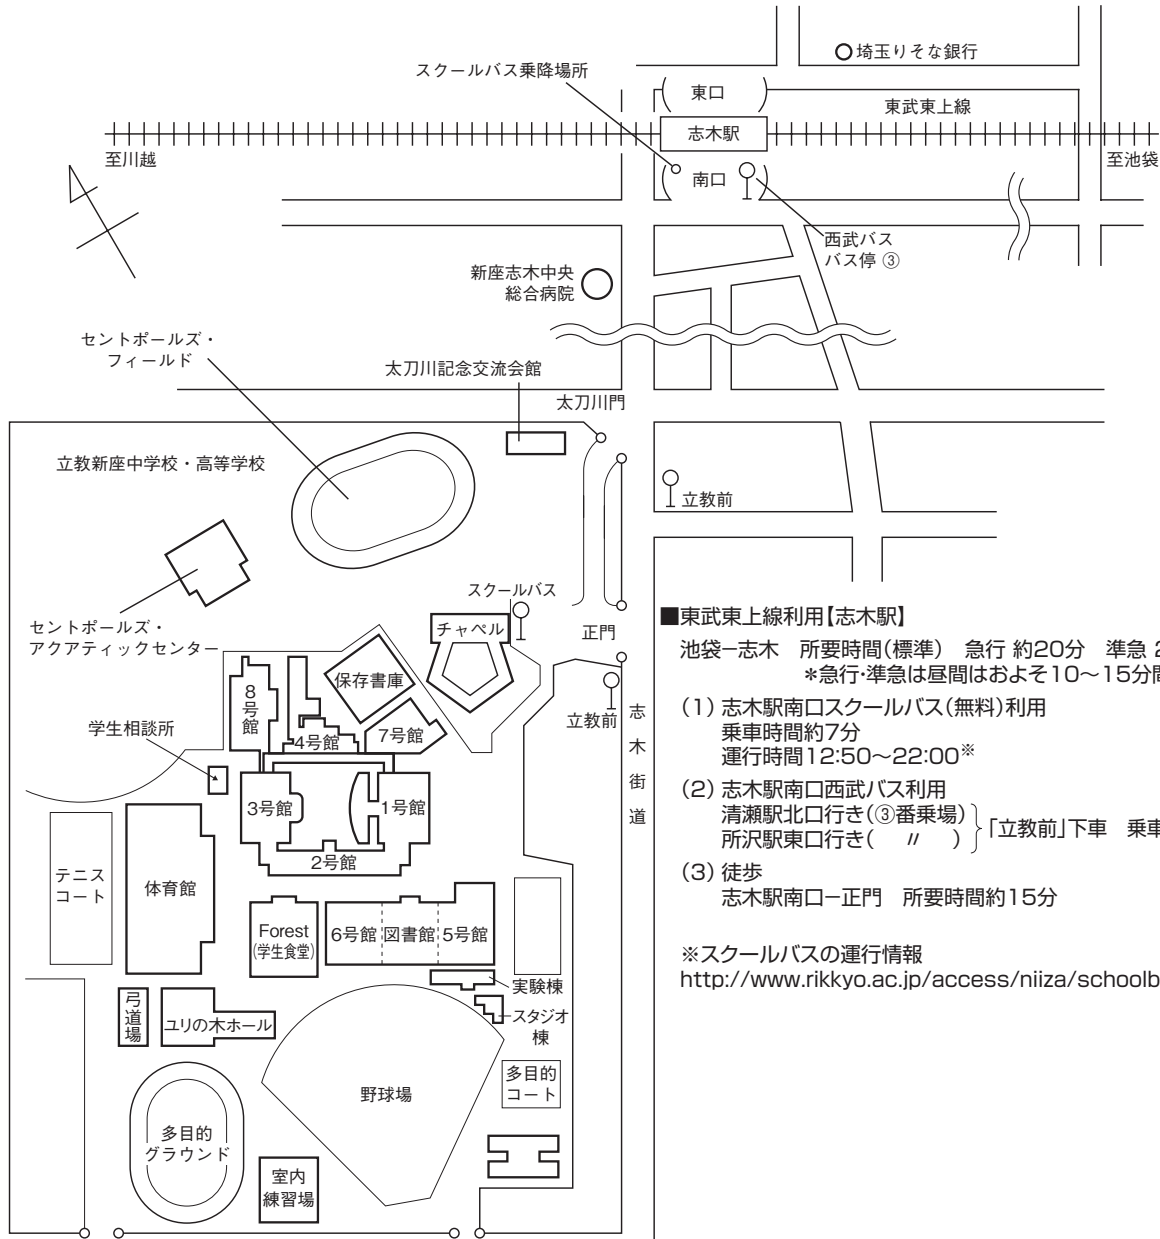 埼玉りそな銀行
スクールバス乗降場所
東口
東武東上線
志木駅
至川越
至池袋
南口
西武バス
バス停 ③
新座志木中央
総合病院
セントポールズ・
フィールド
太刀川記念交流会館
太刀川門
立教新座中学校・高等学校
立教前
スクールバス
チャペル
正門
セントポールズ・
アクアティックセンター
保存書庫
8号館
4号館
7号館
立教前
志木街道
学生相談所
3号館
1号館
2号館
テニス
コート
体育館
Forest
(学生食堂)
6号館
図書館
5号館
実験棟
スタジオ
棟
弓道場
ユリの木ホール
多目的
コート
野球場
多目的
グラウンド
室内
練習場
■東武東上線利用【志木駅】
池袋−志木 所要時間(標準) 急行 約20分 準急 2
*急行・準急は昼間はおよそ10〜15分間
(1) 志木駅南口スクールバス(無料)利用
乗車時間約7分
運行時間12:50〜22:00※
(2) 志木駅南口西武バス利用
清瀬駅北口行き(③番乗場)
所沢駅東口行き( 〃 )
「立教前」下車 乗車
(3) 徒歩
志木駅南口−正門 所要時間約15分
※スクールバスの運行情報
http://www.rikkyo.ac.jp/access/niiza/schoolb